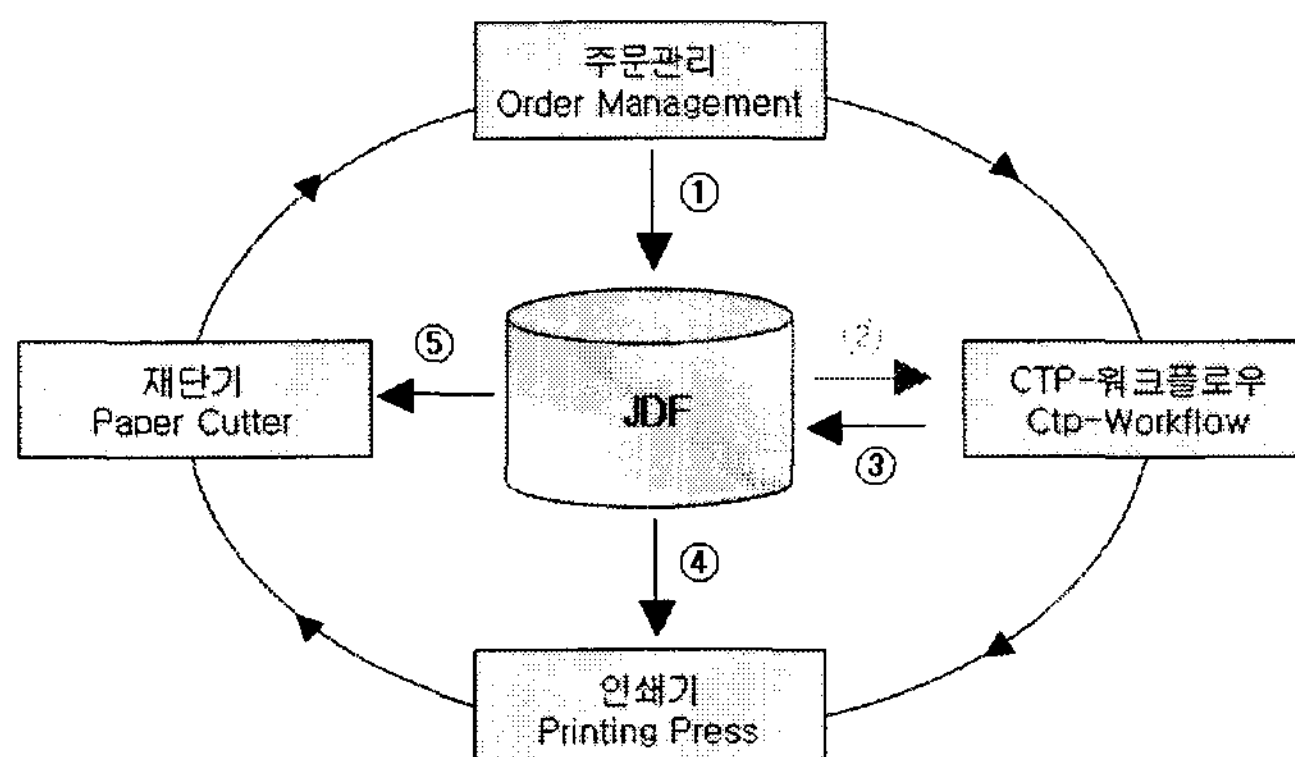 주문관리
Order Management
①
⑤
②
재단기
Paper Cutter
JDF
CTP-워크플로우
Ctp-Workflow
③
④
인쇄기
Printing Press